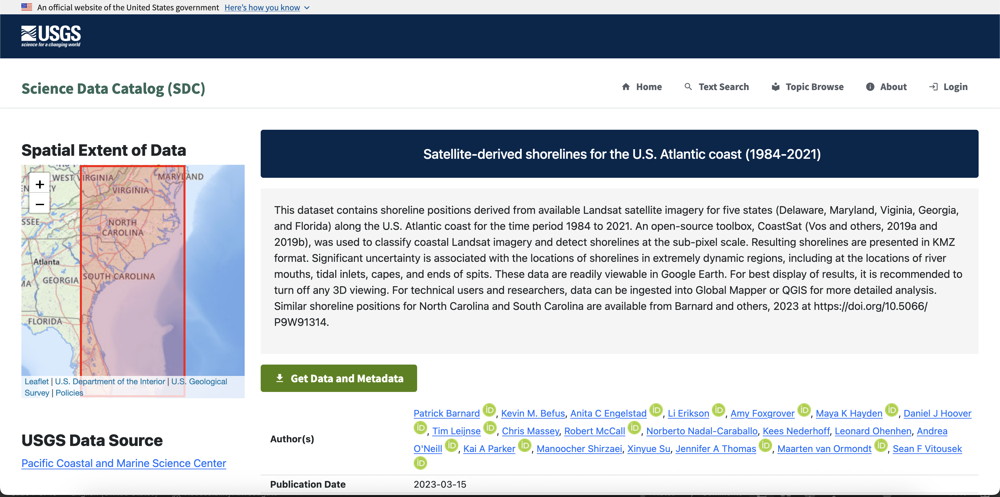 An official website of the United States government Here's how you know
USGS
science for a changing world
Science Data Catalog (SDC)
Home
Text Search
Topic Browse
About
Login
Spatial Extent of Data
+
−
WEST VIRGINIA
MARYLAND
VIRGINIA
NORTH
CAROLINA
SSEE
Atlanta
GEORGIA
SOUTH CAROLINA
MA
FLORIDA
Leaflet | U.S. Department of the Interior | U.S. Geological
Survey | Policies
USGS Data Source
Pacific Coastal and Marine Science Center
Satellite-derived shorelines for the U.S. Atlantic coast (1984-2021)
This dataset contains shoreline positions derived from available Landsat satellite imagery for five states (Delaware, Maryland, Viginia, Georgia,
and Florida) along the U.S. Atlantic coast for the time period 1984 to 2021. An open-source toolbox, CoastSat (Vos and others, 2019a and
2019b), was used to classify coastal Landsat imagery and detect shorelines at the sub-pixel scale. Resulting shorelines are presented in KMZ
format. Significant uncertainty is associated with the locations of shorelines in extremely dynamic regions, including at the locations of river
mouths, tidal inlets, capes, and ends of spits. These data are readily viewable in Google Earth. For best display of results, it is recommended to
turn off any 3D viewing. For technical users and researchers, data can be ingested into Global Mapper or QGIS for more detailed analysis.
Similar shoreline positions for North Carolina and South Carolina are available from Barnard and others, 2023 at https://doi.org/10.5066/
P9W91314.
Get Data and Metadata
Author(s)
Patrick Barnard iD, Kevin M. Befus, Anita C Engelstad iD, Li Erikson iD, Amy Foxgrover iD, Maya K Hayden iD, Daniel J Hoover
iD, Tim Leijnse iD, Chris Massey, Robert McCall iD, Norberto Nadal-Caraballo, Kees Nederhoff, Leonard Ohenhen, Andrea
O'Neill iD, Kai A Parker iD, Manoocher Shirzaei, Xinyue Su, Jennifer A Thomas iD, Maarten van Ormondt iD, Sean F Vitousek
iD
Publication Date
2023-03-15